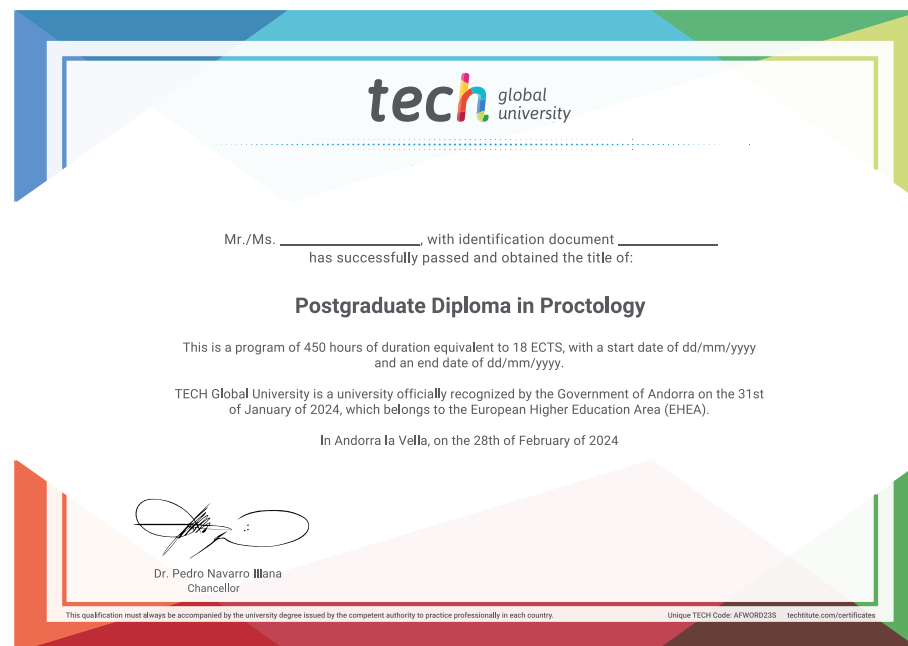 tech global university
Mr./Ms. ____________, with identification document ____________
has successfully passed and obtained the title of:
Postgraduate Diploma in Proctology
This is a program of 450 hours of duration equivalent to 18 ECTS, with a start date of dd/mm/yyyy
and an end date of dd/mm/yyyy.
TECH Global University is a university officially recognized by the Government of Andorra on the 31st
of January of 2024, which belongs to the European Higher Education Area (EHEA).
In Andorra la Vella, on the 28th of February of 2024
Dr. Pedro Navarro Illana
Chancellor
This qualification must always be accompanied by the university degree issued by the competent authority to practice professionally in each country.
Unique TECH Code: AFWORD23S techtitute.com/certificates